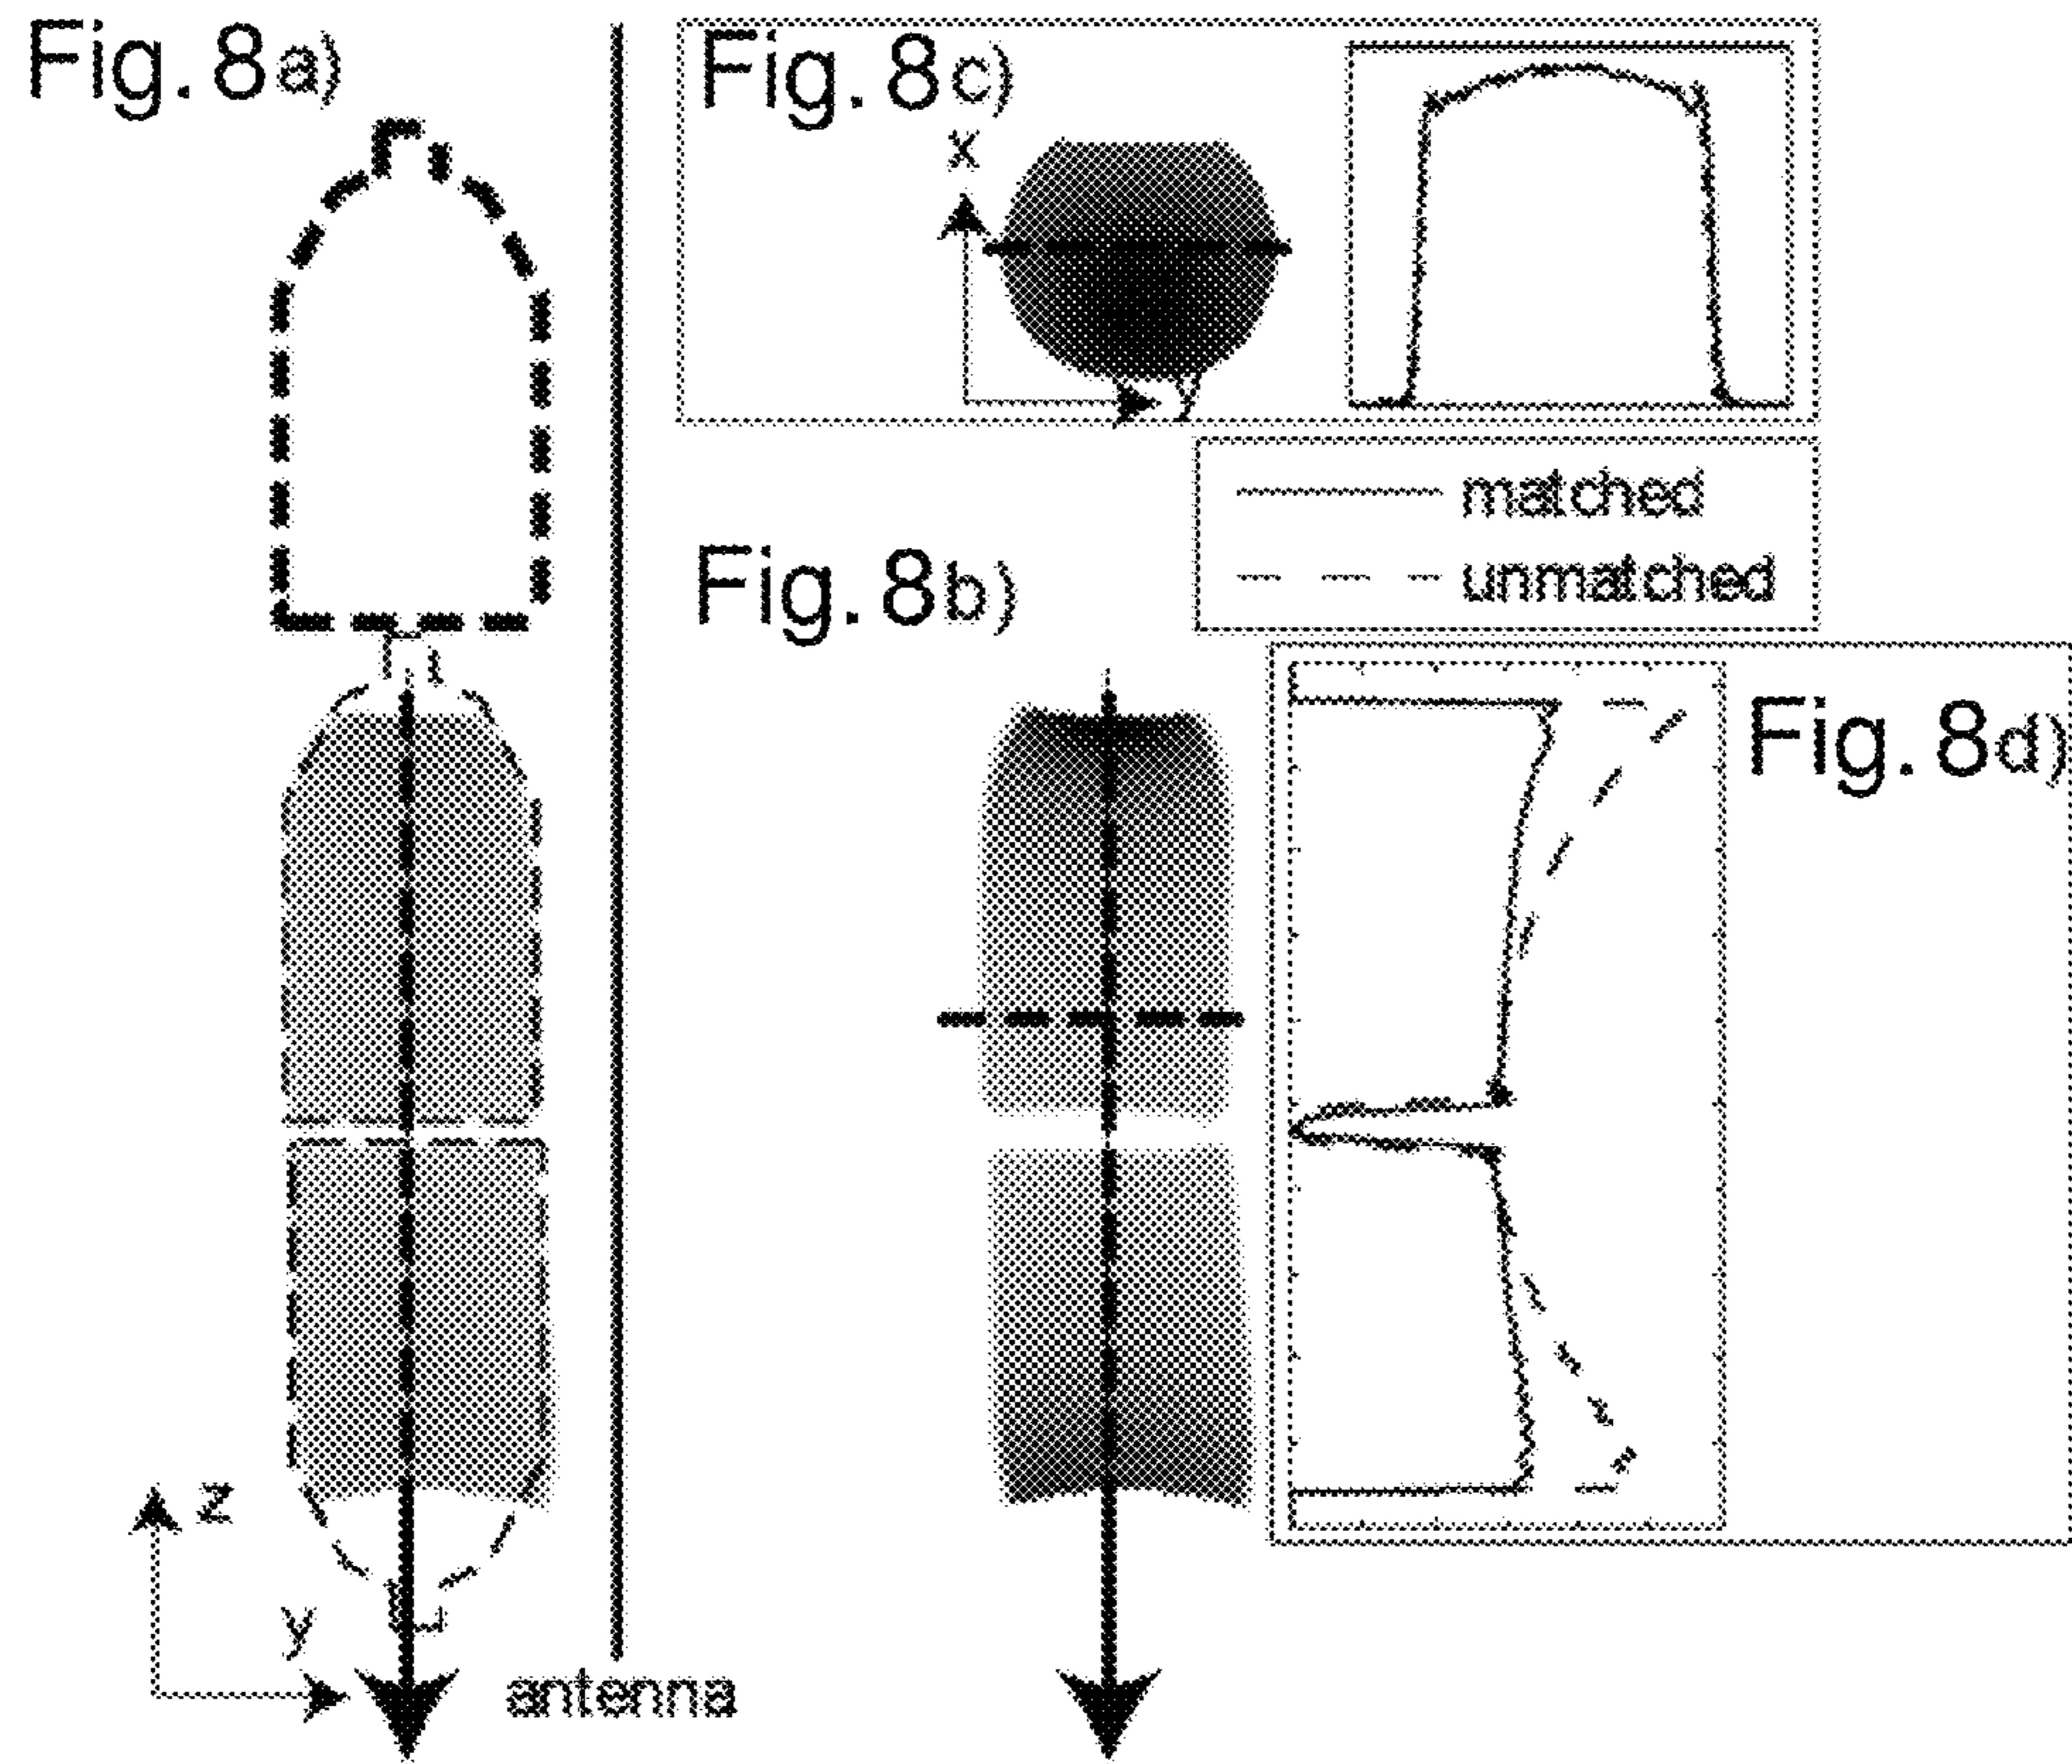 Fig. 8a)
z
y
antenna
Fig. 8c)
x
y
matched
unmatched
Fig. 8b)
Fig. 8d)